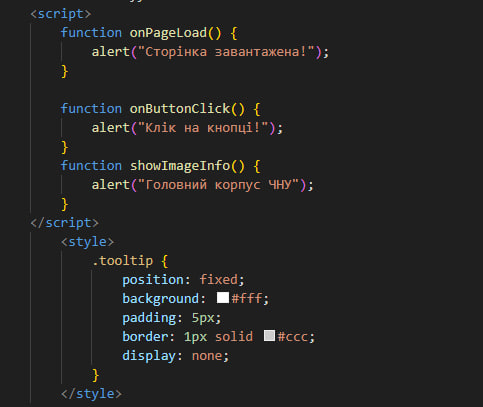 <script>
function onPageLoad() {
alert("Сторінка завантажена!");
}
function onButtonClick() {
alert("Клік на кнопці!");
}
function showImageInfo() {
alert("Головний корпус ЧНУ");
}
</script>
<style>
.tooltip {
position: fixed;
background: #fff;
padding: 5px;
border: 1px solid #ccc;
display: none;
}
</style>